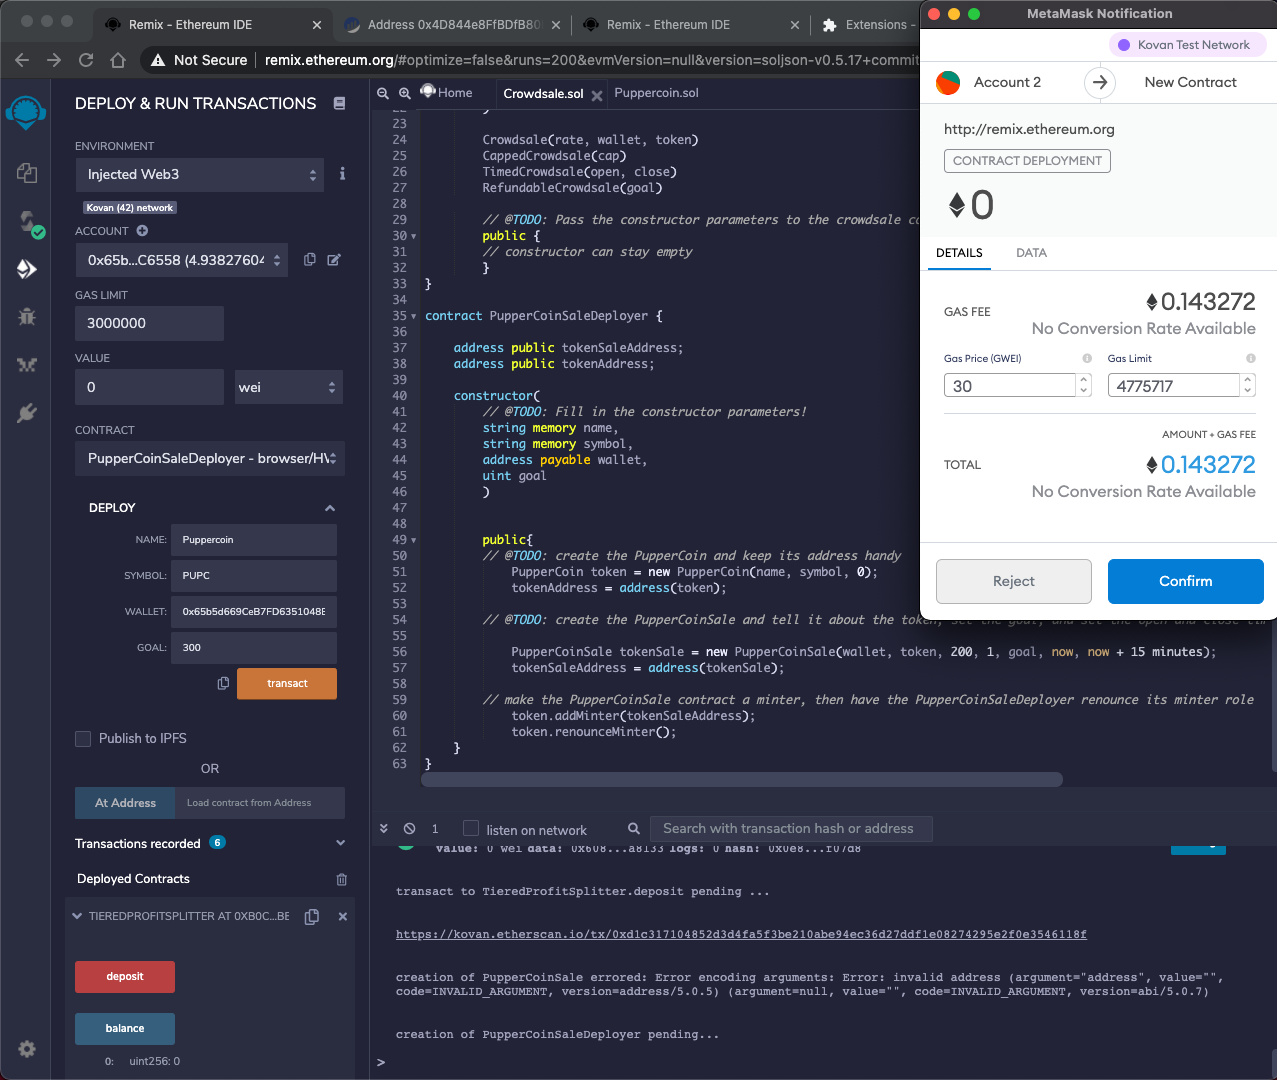 Remix - Ethereum IDE
Address 0x4D844e8FfBDfB80
Remix - Ethereum IDE
Extensions -
Not Secure
remix.ethereum.org/#optimize=false&runs=200&evmVersion=null&version=soljson-v0.5.17+commit
DEPLOY & RUN TRANSACTIONS
ENVIRONMENT
Injected Web3
i
Kovan (42) network
ACCOUNT
0x65b...C6558 (4.93827604
GAS LIMIT
3000000
VALUE
0
wei
CONTRACT
PupperCoinSaleDeployer - browser/HV
DEPLOY
NAME:
Puppercoin
SYMBOL:
PUPC
WALLET:
0x65b5d669CeB7FD6351048E
GOAL:
300
transact
Publish to IPFS
OR
At Address
Load contract from Address
Transactions recorded 6
Deployed Contracts
TIEREDPROFITSPLITTER AT 0XB0C...BE
deposit
balance
0: uint256: 0
Home
Crowdsale.sol
Puppercoin.sol
22 }
23
24 Crowdsale(rate, wallet, token)
25 CappedCrowdsale(cap)
26 TimedCrowdsale(open, close)
27 RefundableCrowdsale(goal)
28
29 // @TODO: Pass the constructor parameters to the crowdsale co
30 public {
31 // constructor can stay empty
32 }
33 }
34
35 contract PupperCoinSaleDeployer {
36
37 address public tokenSaleAddress;
38 address public tokenAddress;
39
40 constructor(
41 // @TODO: Fill in the constructor parameters!
42 string memory name,
43 string memory symbol,
44 address payable wallet,
45 uint goal
46 )
47
48
49 public{
50 // @TODO: create the PupperCoin and keep its address handy
51 PupperCoin token = new PupperCoin(name, symbol, 0);
52 tokenAddress = address(token);
53
54 // @TODO: create the PupperCoinSale and tell it about the token, set the goal, and set the open and close tim
55
56 PupperCoinSale tokenSale = new PupperCoinSale(wallet, token, 200, 1, goal, now, now + 15 minutes);
57 tokenSaleAddress = address(tokenSale);
58
59 // make the PupperCoinSale contract a minter, then have the PupperCoinSaleDeployer renounce its minter role
60 token.addMinter(tokenSaleAddress);
61 token.renounceMinter();
62 }
63 }
1
listen on network
Search with transaction hash or address
value: 0 wei data: 0x608...a8133 logs: 0 hash: 0x0e8...f07d8
transact to TieredProfitSplitter.deposit pending ...
https://kovan.etherscan.io/tx/0xd1c317104852d3d4fa5f3be210abe94ec36d27ddf1e08274295e2f0e3546118f
creation of PupperCoinSale errored: Error encoding arguments: Error: invalid address (argument="address", value="",
code=INVALID_ARGUMENT, version=address/5.0.5) (argument=null, value="", code=INVALID_ARGUMENT, version=abi/5.0.7)
creation of PupperCoinSaleDeployer pending...
>
MetaMask Notification
Kovan Test Network
Account 2
New Contract
http://remix.ethereum.org
CONTRACT DEPLOYMENT
0
DETAILS
DATA
GAS FEE
0.143272
No Conversion Rate Available
Gas Price (GWEI)
Gas Limit
30
4775717
AMOUNT + GAS FEE
TOTAL
0.143272
No Conversion Rate Available
Reject
Confirm